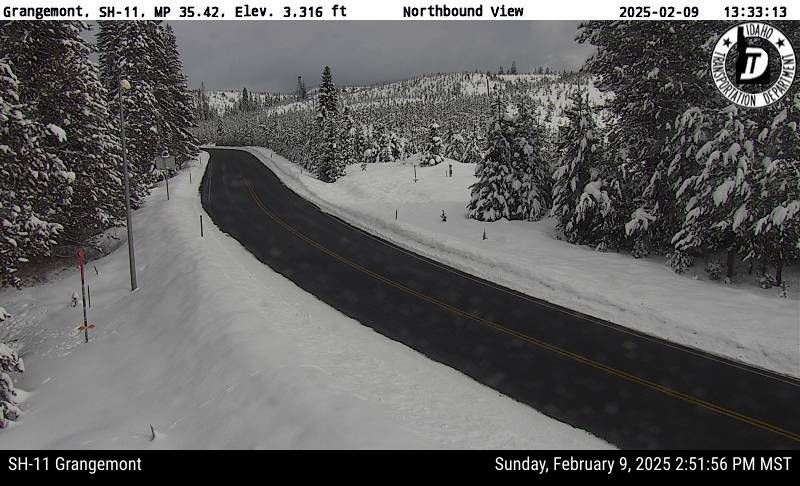 Grangemont, SH-11, MP 35.42, Elev. 3,316 ft Northbound View 2025-02-09 13:33:13
IDAHO
TRANSPORTATION DEPARTMENT
SH-11 Grangemont Sunday, February 9, 2025 2:51:56 PM MST